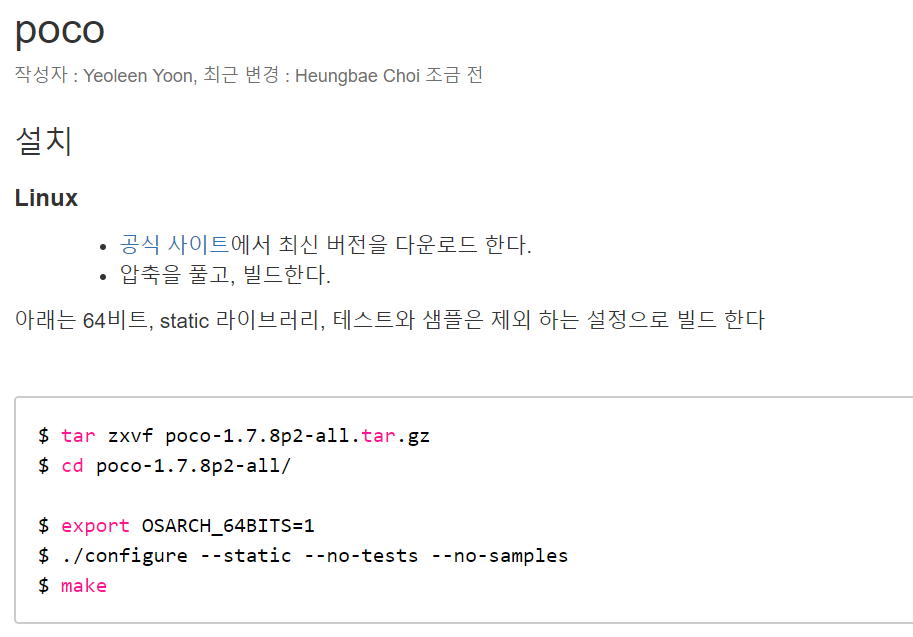 poco
작성자 : Yeoleen Yoon, 최근 변경 : Heungbae Choi 조금 전
설치
Linux
• 공식 사이트에서 최신 버전을 다운로드 한다.
• 압축을 풀고, 빌드한다.
아래는 64비트, static 라이브러리, 테스트와 샘플은 제외 하는 설정으로 빌드 한다
$ tar zxvf poco-1.7.8p2-all.tar.gz
$ cd poco-1.7.8p2-all/
$ export OSARCH_64BITS=1
$ ./configure --static --no-tests --no-samples
$ make